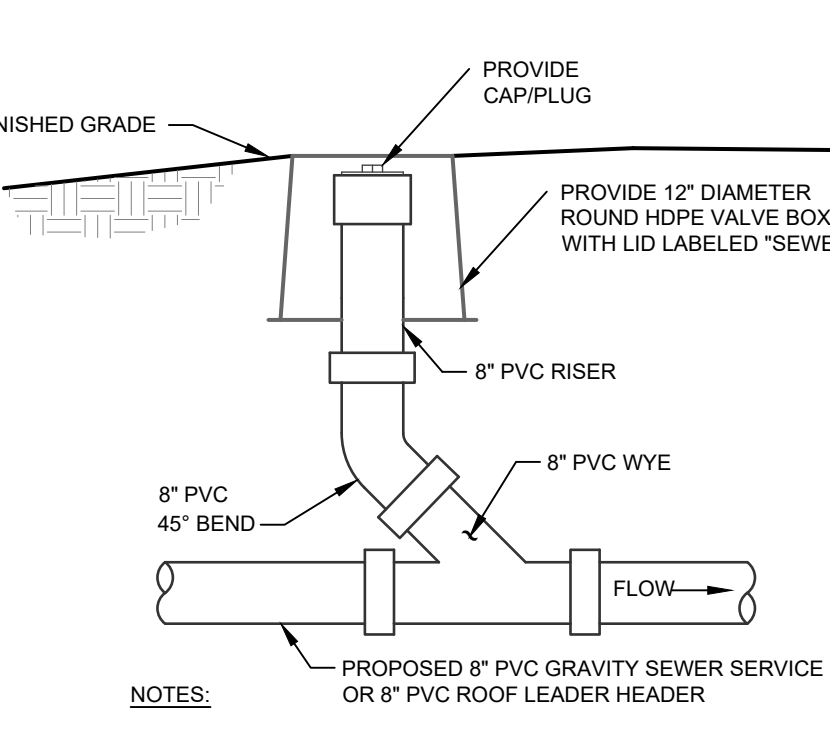 PROVIDE
CAP/PLUG
NISHED GRADE
PROVIDE 12" DIAMETER
ROUND HDPE VALVE BOX
WITH LID LABELED "SEWE
8" PVC RISER
8" PVC WYE
8" PVC
45° BEND
FLOW
PROPOSED 8" PVC GRAVITY SEWER SERVICE
OR 8" PVC ROOF LEADER HEADER
NOTES: